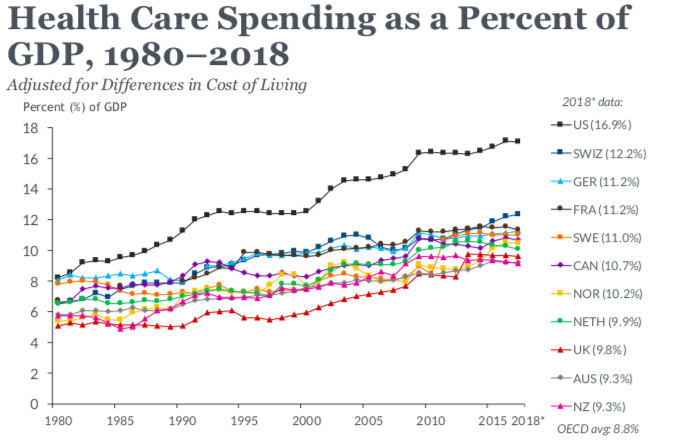 Health Care Spending as a Percent of
GDP, 1980–2018
Adjusted for Differences in Cost of Living
Percent (%) of GDP
18
16
14
12
10
8
6
4
2
0
1980
1985
1990
1995
2000
2005
2010
2015
2018*
2018* data:
US (16.9%)
SWIZ (12.2%)
GER (11.2%)
FRA (11.2%)
SWE (11.0%)
CAN (10.7%)
NOR (10.2%)
NETH (9.9%)
UK (9.8%)
AUS (9.3%)
NZ (9.3%)
OECD avg: 8.8%